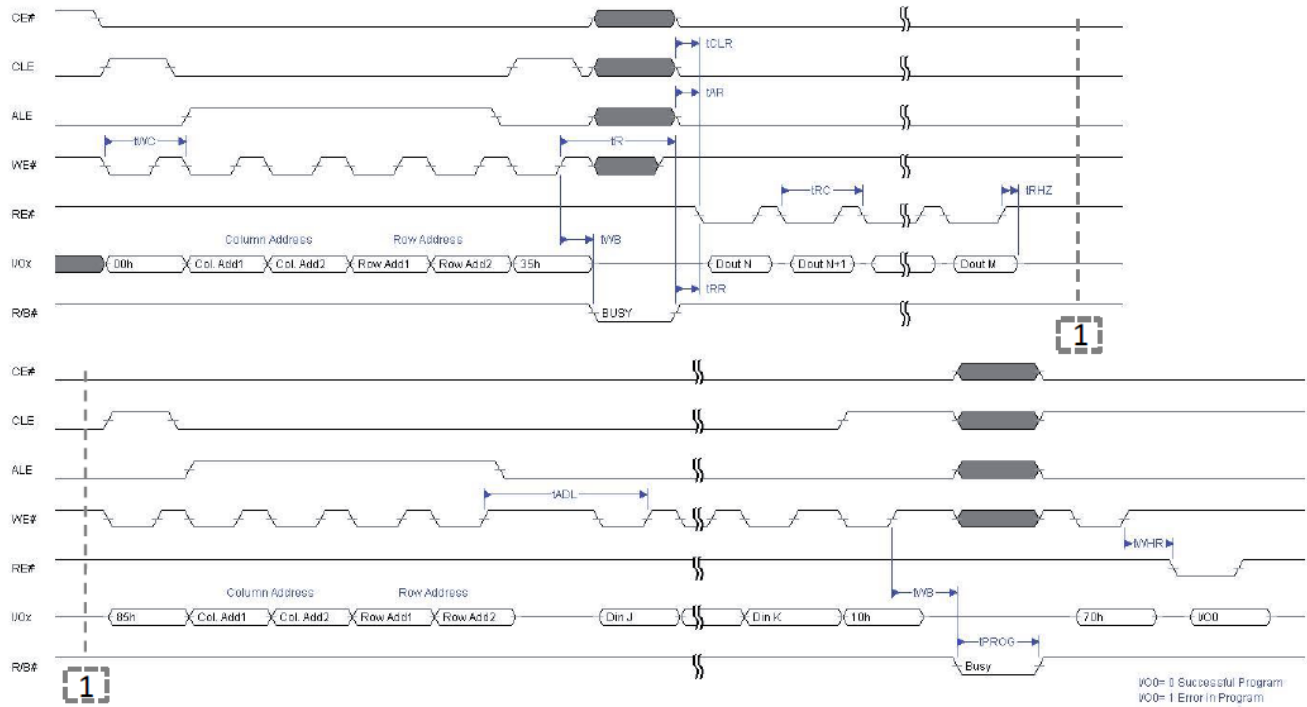 CE#
tCLR
CLE
tAR
ALE
tWC
tR
WE#
tRC
tRHZ
RE#
Column Address Row Address
tWB
I/Ox 00h Col. Add1 Col. Add2 Row Add1 Row Add2 35h Dout N Dout N+1 Dout M
tRR
R/B# BUSY
1
CE#
CLE
ALE
tADL
WE#
tWHR
RE#
Column Address Row Address
tWB
I/Ox 85h Col. Add1 Col. Add2 Row Add1 Row Add2 Din J Din K 10h 70h I/O0
tPROG
R/B# Busy
1
I/O0= 0 Successful Program
I/O0= 1 Error in Program